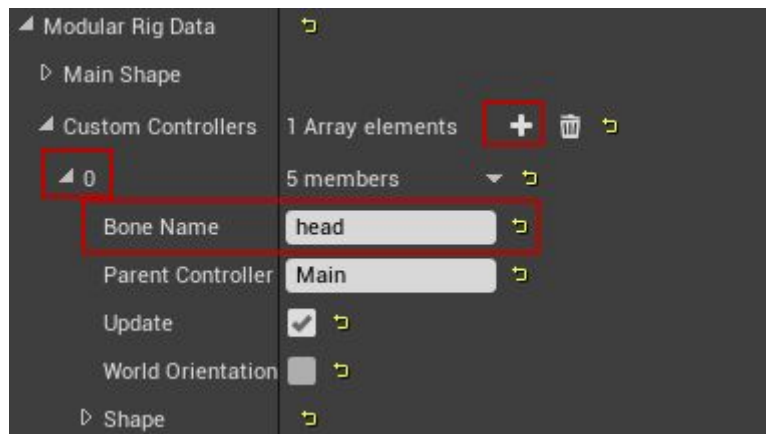 Modular Rig Data
Main Shape
Custom Controllers 1 Array elements
0 5 members
Bone Name head
Parent Controller Main
Update
World Orientation
Shape